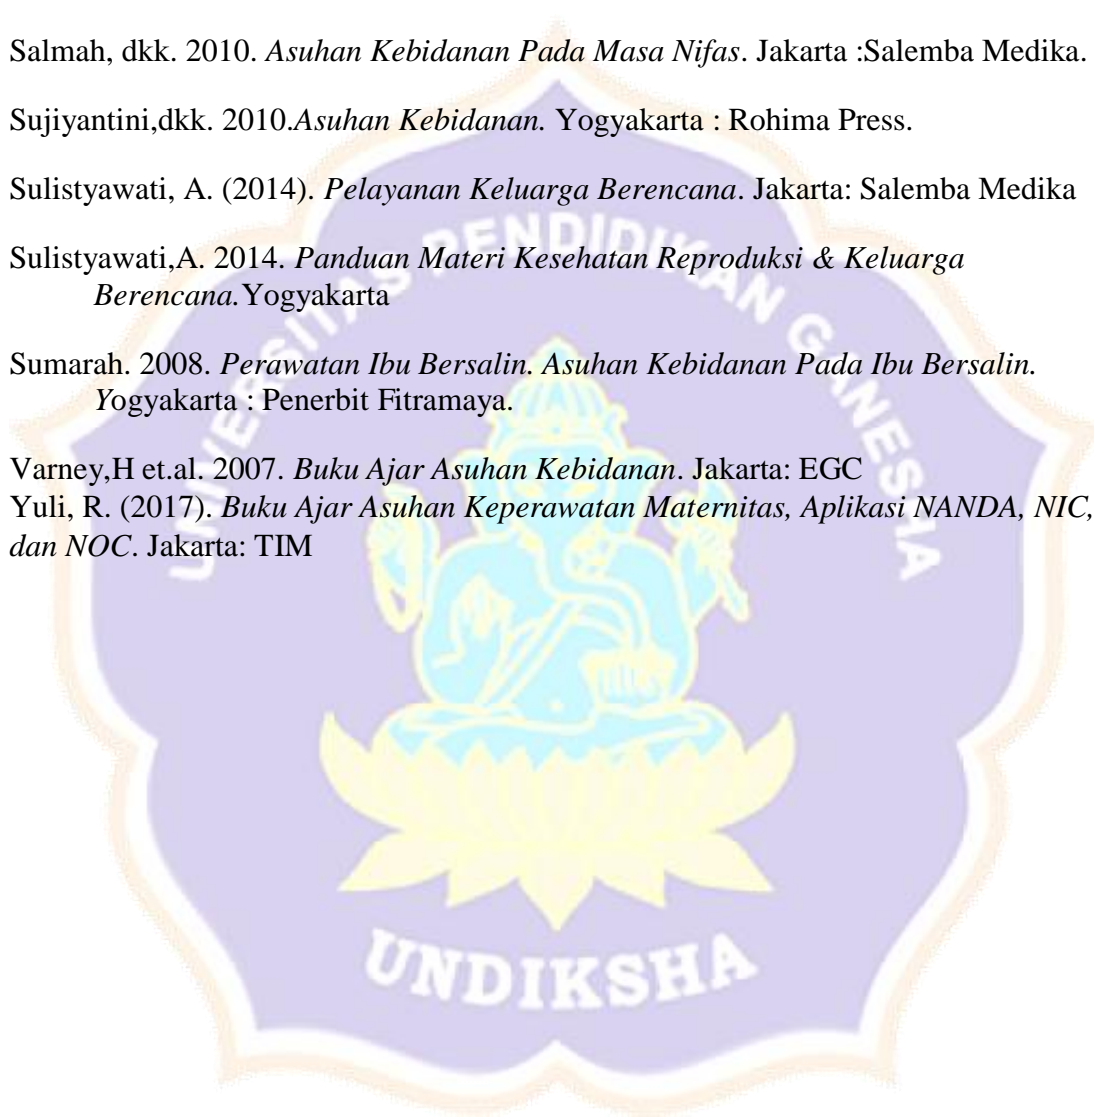 Salmah, dkk. 2010. Asuhan Kebidanan Pada Masa Nifas. Jakarta :Salemba Medika.
Sujiyantini,dkk. 2010.Asuhan Kebidanan. Yogyakarta : Rohima Press.
Sulistyawati, A. (2014). Pelayanan Keluarga Berencana. Jakarta: Salemba Medika
Sulistyawati,A. 2014. Panduan Materi Kesehatan Reproduksi & Keluarga
Berencana.Yogyakarta
Sumarah. 2008. Perawatan Ibu Bersalin. Asuhan Kebidanan Pada Ibu Bersalin.
Yogyakarta : Penerbit Fitramaya.
Varney,H et.al. 2007. Buku Ajar Asuhan Kebidanan. Jakarta: EGC
Yuli, R. (2017). Buku Ajar Asuhan Keperawatan Maternitas, Aplikasi NANDA, NIC,
dan NOC. Jakarta: TIM
UNIVERSITAS PENDIDIKAN GANESHA
UNDIKSHA